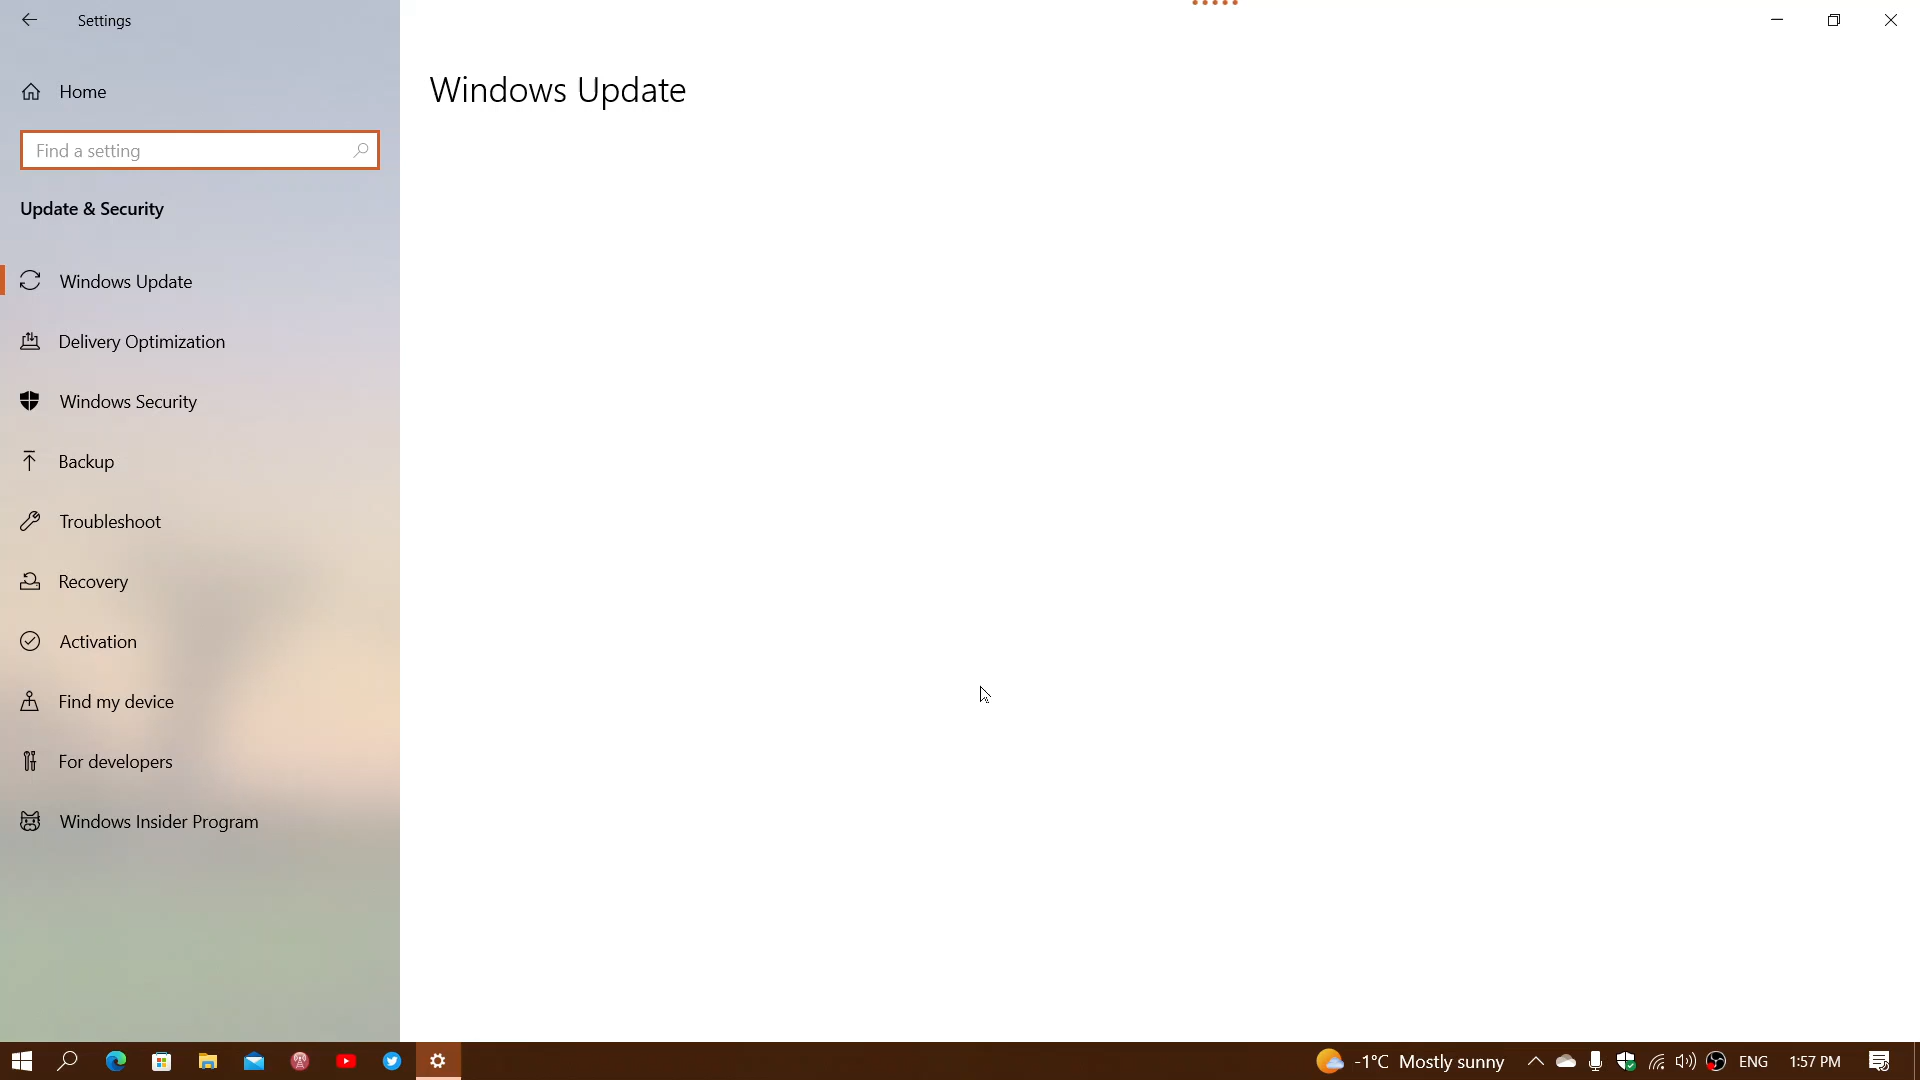 Settings
Home
Find a setting
Update & Security
Windows Update
Delivery Optimization
Windows Security
Backup
Troubleshoot
Recovery
Activation
Find my device
For developers
Windows Insider Program
Windows Update
-1°C Mostly sunny
ENG
1:57 PM